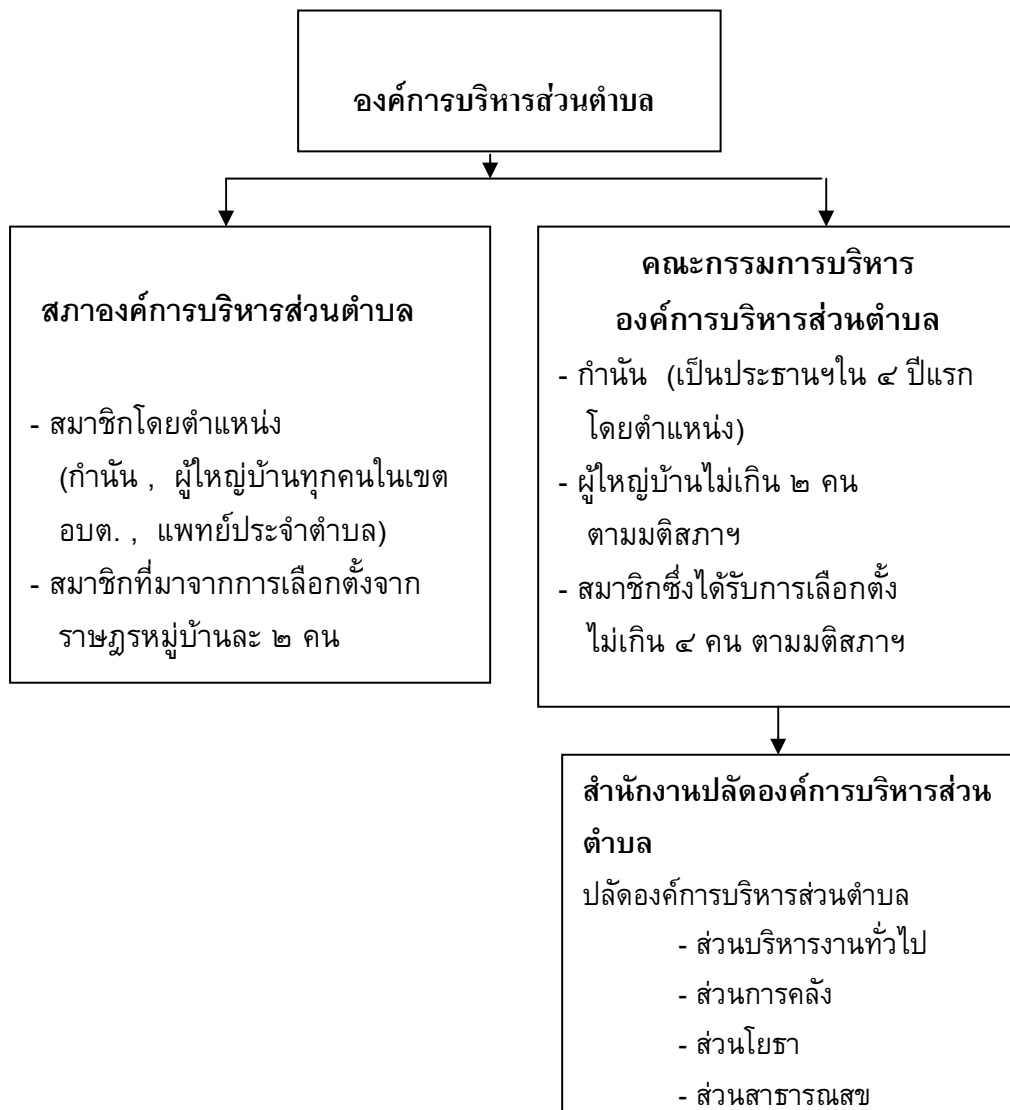 องค์การบริหารส่วนตำบล
สภาองค์การบริหารส่วนตำบล
- สมาชิกโดยตำแหน่ง
(กำนัน , ผู้ใหญ่บ้านทุกคนในเขต
อบต. , แพทย์ประจำตำบล)
- สมาชิกที่มาจากการเลือกตั้งจาก
ราษฎรหมู่บ้านละ ๒ คน
คณะกรรมการบริหาร
องค์การบริหารส่วนตำบล
- กำนัน (เป็นประธานฯใน ๔ ปีแรก
โดยตำแหน่ง)
- ผู้ใหญ่บ้านไม่เกิน ๒ คน
ตามมติสภาฯ
- สมาชิกซึ่งได้รับการเลือกตั้ง
ไม่เกิน ๔ คน ตามมติสภาฯ
สำนักงานปลัดองค์การบริหารส่วน
ตำบล
ปลัดองค์การบริหารส่วนตำบล
- ส่วนบริหารงานทั่วไป
- ส่วนการคลัง
- ส่วนโยธา
- ส่วนสาธารณสุข